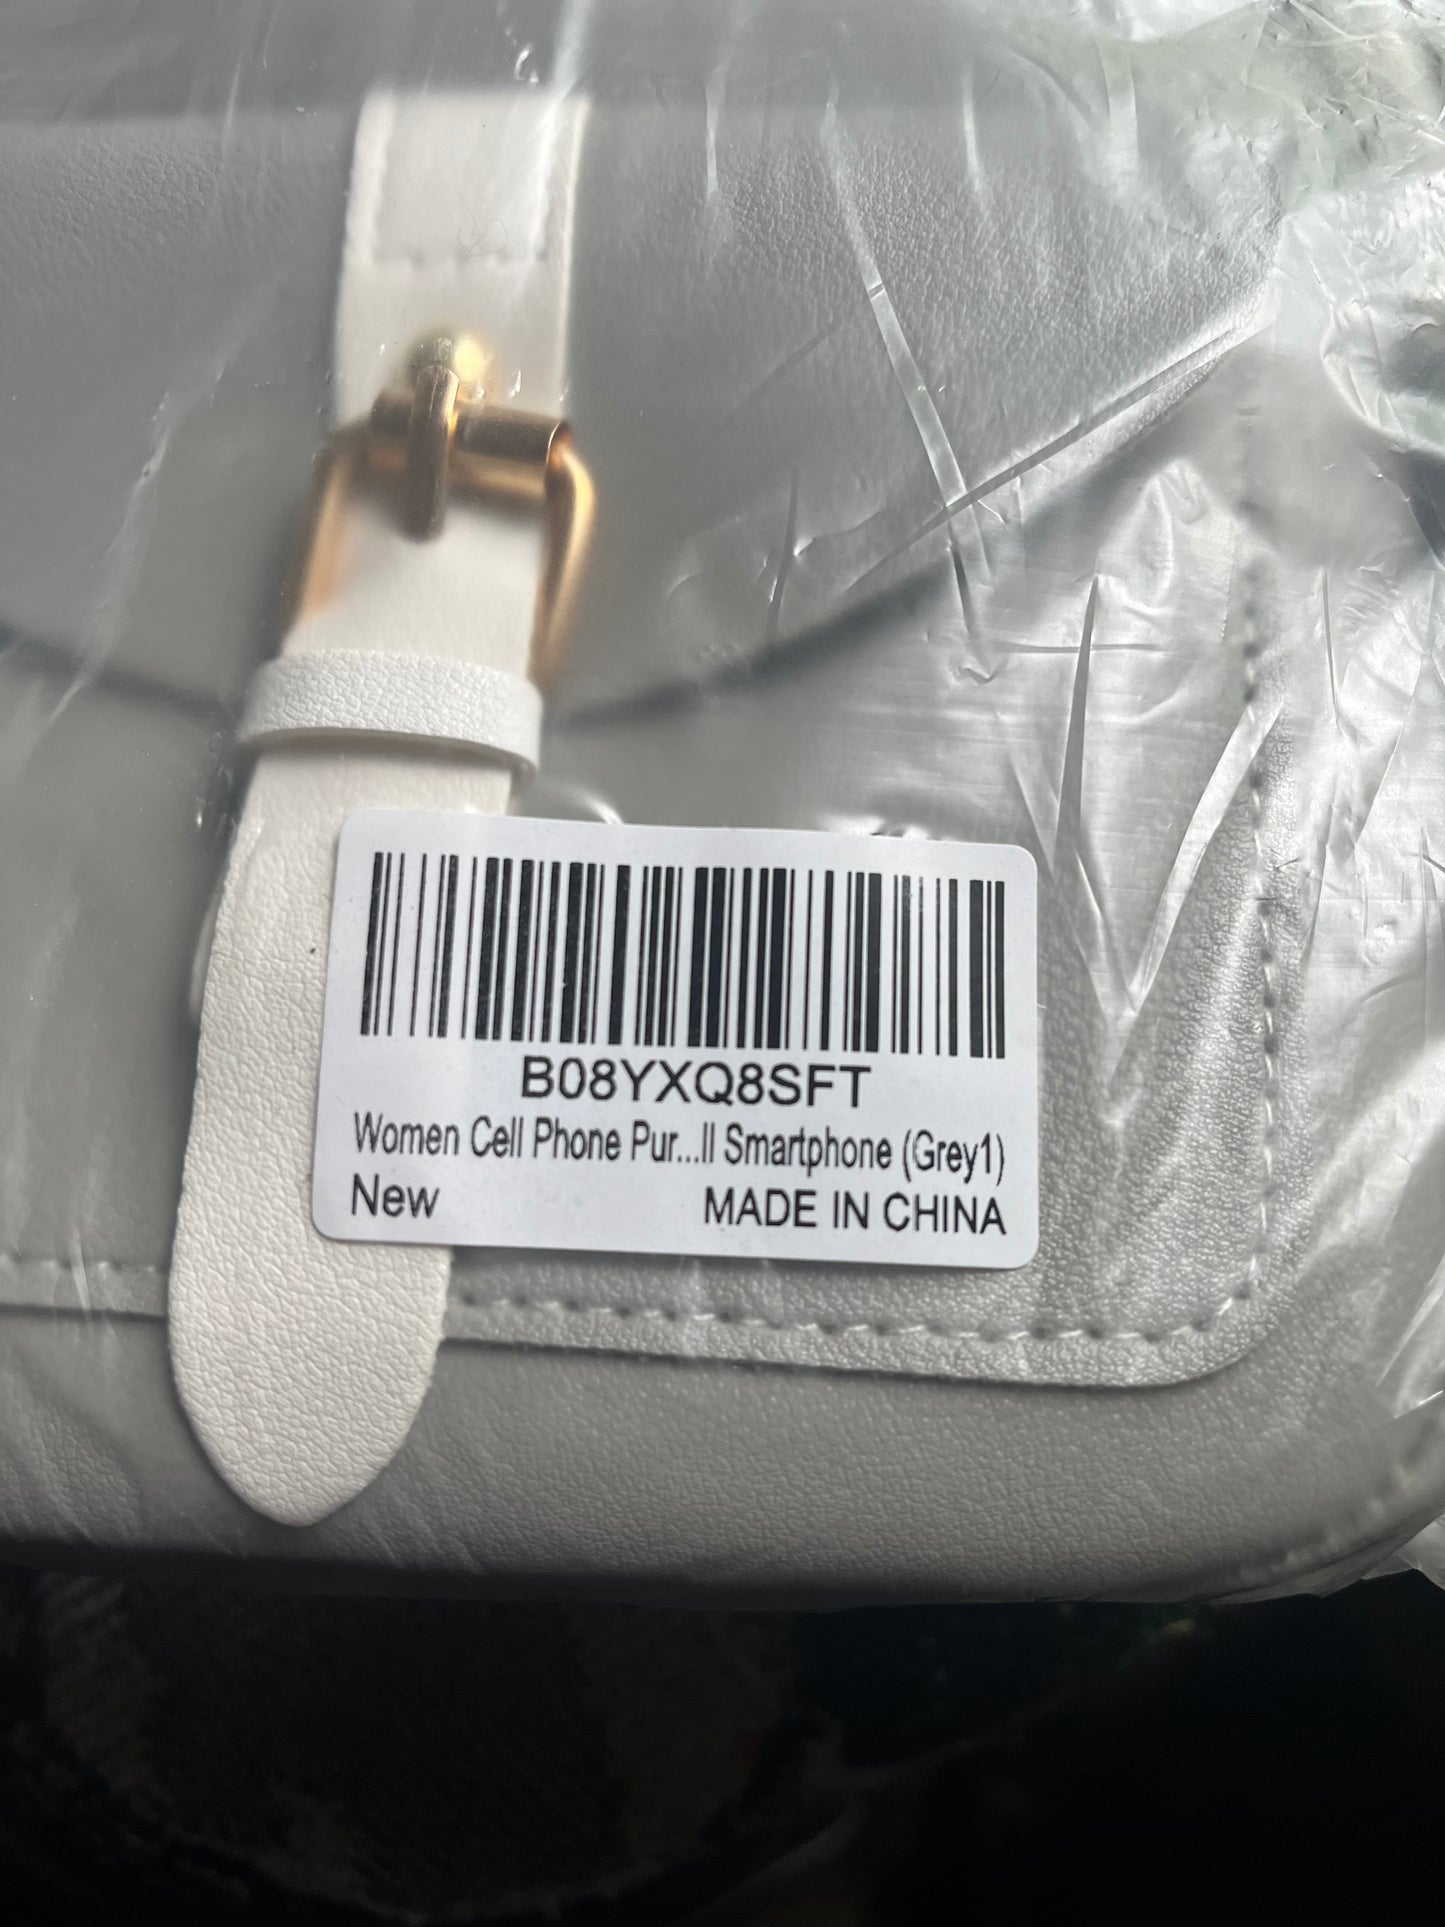 B08YXQ8SFT
Women Cell Phone Pur...ll Smartphone (Grey1)
New MADE IN CHINA